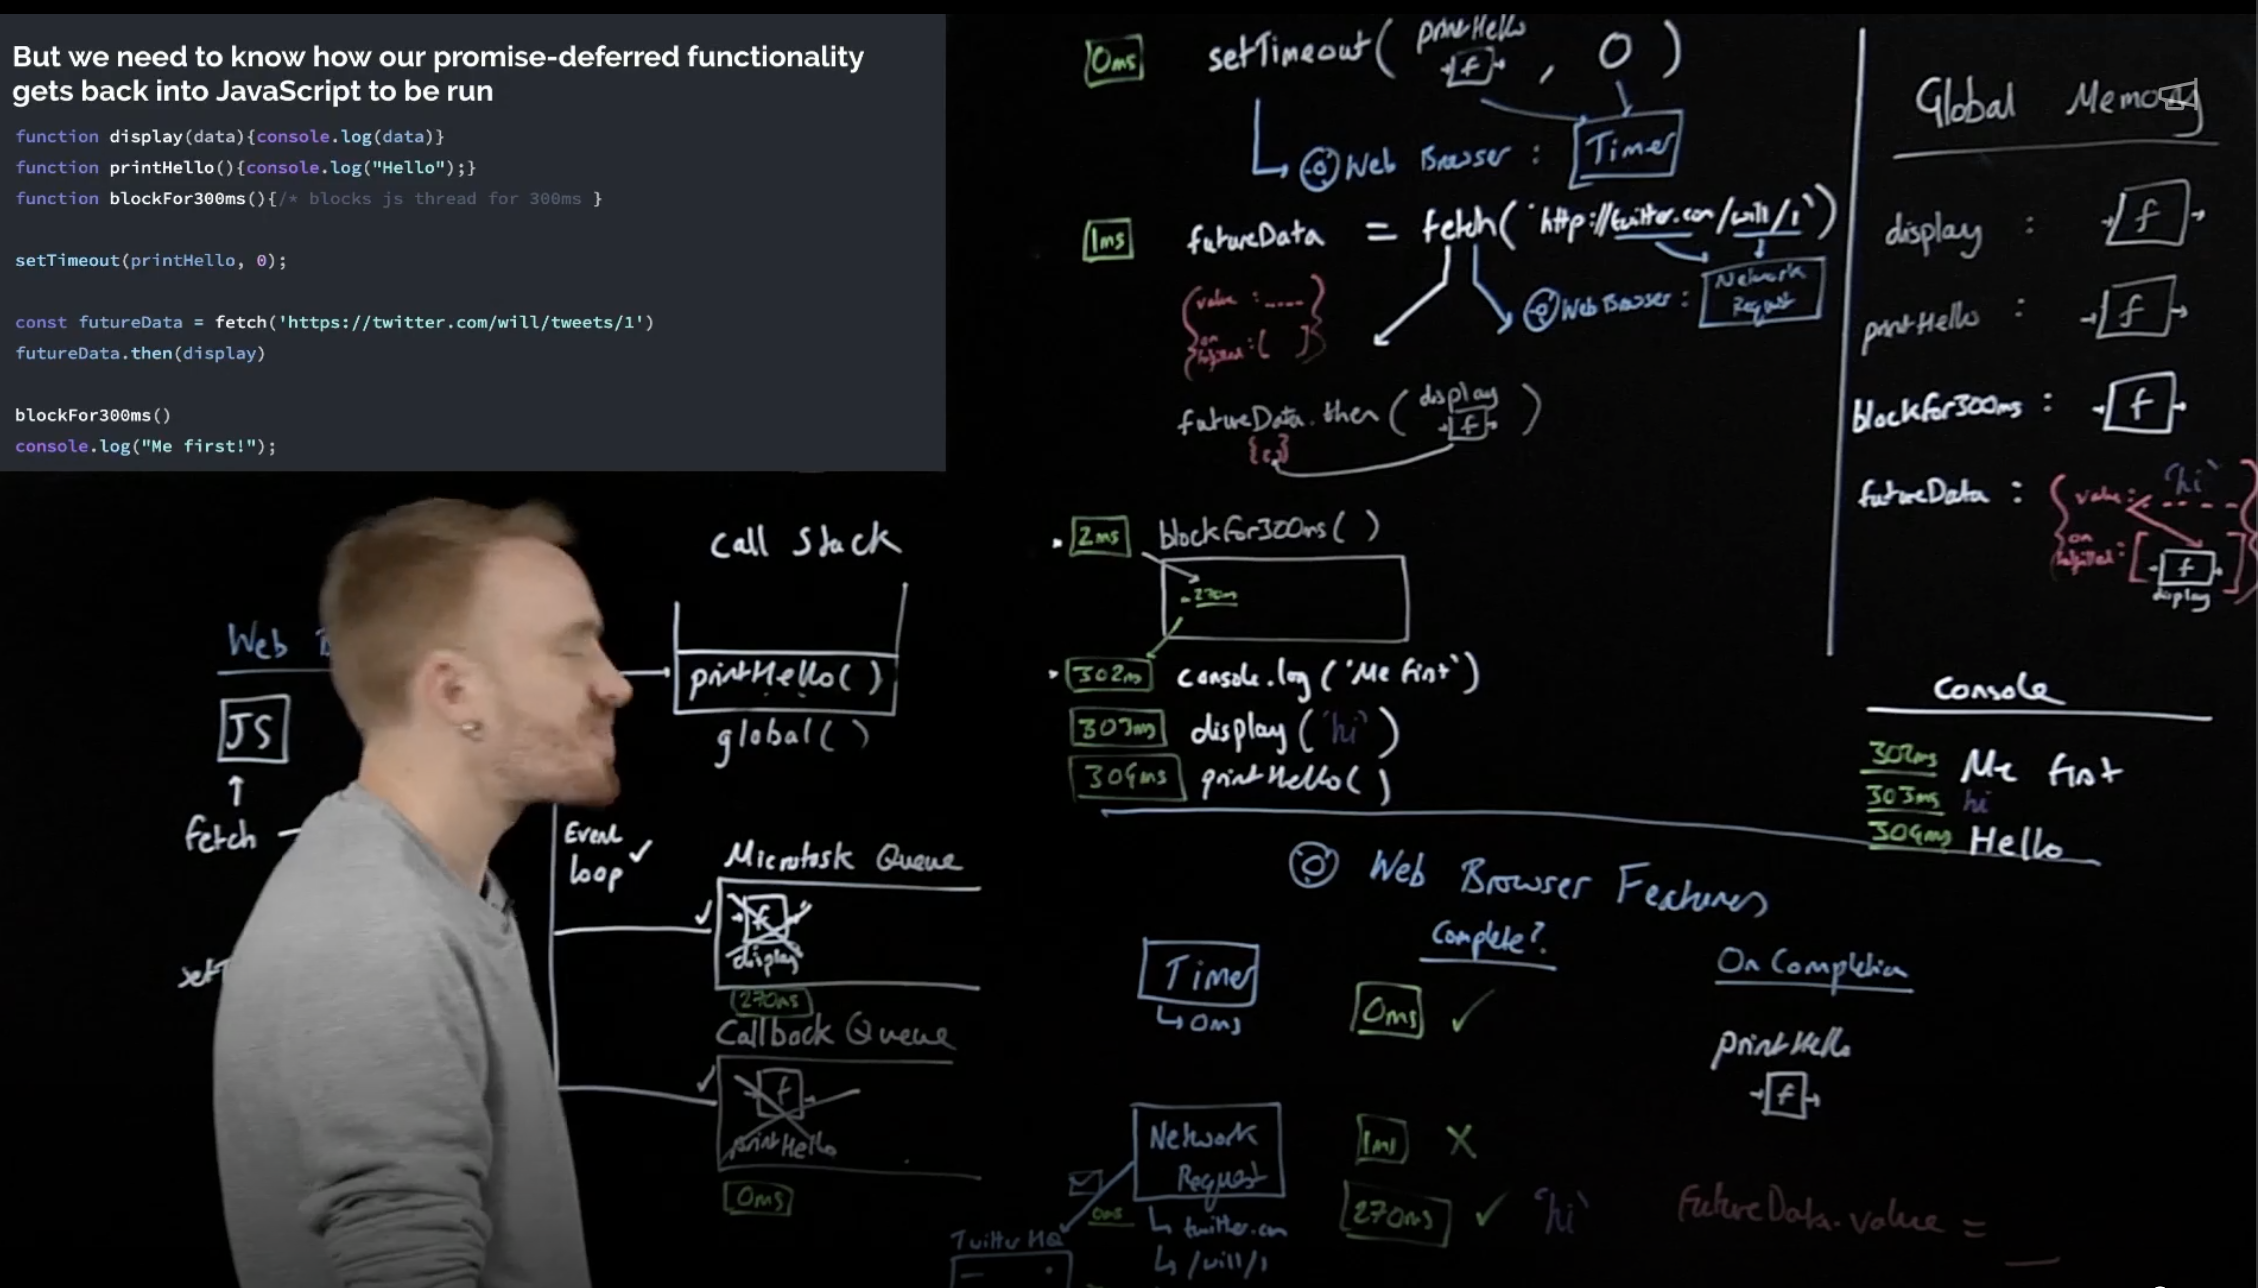 But we need to know how our promise-deferred functionality
gets back into JavaScript to be run
function display(data){console.log(data)}
function printHello(){console.log("Hello");}
function blockFor300ms(){/* blocks js thread for 300ms }
setTimeout(printHello, 0);
const futureData = fetch('https://twitter.com/will/tweets/1')
futureData.then(display)
blockFor300ms()
console.log("Me first!");
Web
JS
fetch
Call Stack
printHello()
global()
Event
loop ✓
Microtask Queue
f
display
270ms
Callback Queue
f
printHello
0ms
0ms setTimeout( printHello f , 0 )
Web Browser : Timer
1ms futureData = fetch('http://twitter.com/will/1')
{value : .....
on fulfilled : [ ]}
Web Browser : Network Request
futureData.then( display f )
2ms blockFor300ms()
270ms
302ms console.log('Me first')
303ms display('hi')
304ms printHello()
Global Memory
display : f
printHello : f
blockFor300ms : f
futureData : {value : 'hi'
on fulfilled : [ f ]}
display
Console
302ms Me first
303ms hi
304ms Hello
Web Browser Features
Complete? On Completion
Timer 0ms ✓ printHello
↳ 0ms f
Network Request 1ms X
270ms ✓ 'hi' futureData.value = __
↳ twitter.com
↳ /will/1
Twitter HQ